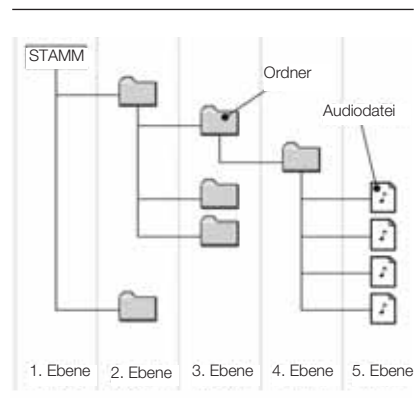 STAMM
Ordner
Audiodatei
1. Ebene
2. Ebene
3. Ebene
4. Ebene
5. Ebene